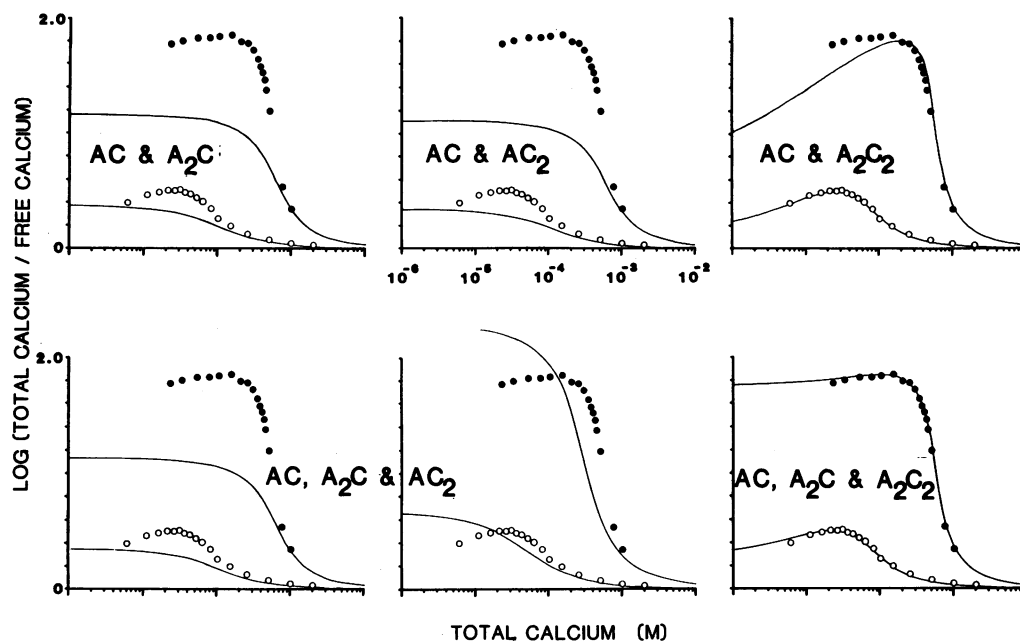 LOG (TOTAL CALCIUM / FREE CALCIUM)
2.0
0
AC & A₂C
AC & AC₂
AC & A₂C₂
10⁻⁶ 10⁻⁵ 10⁻⁴ 10⁻³ 10⁻²
2.0
0
AC, A₂C & AC₂
AC, A₂C & A₂C₂
TOTAL CALCIUM (M)